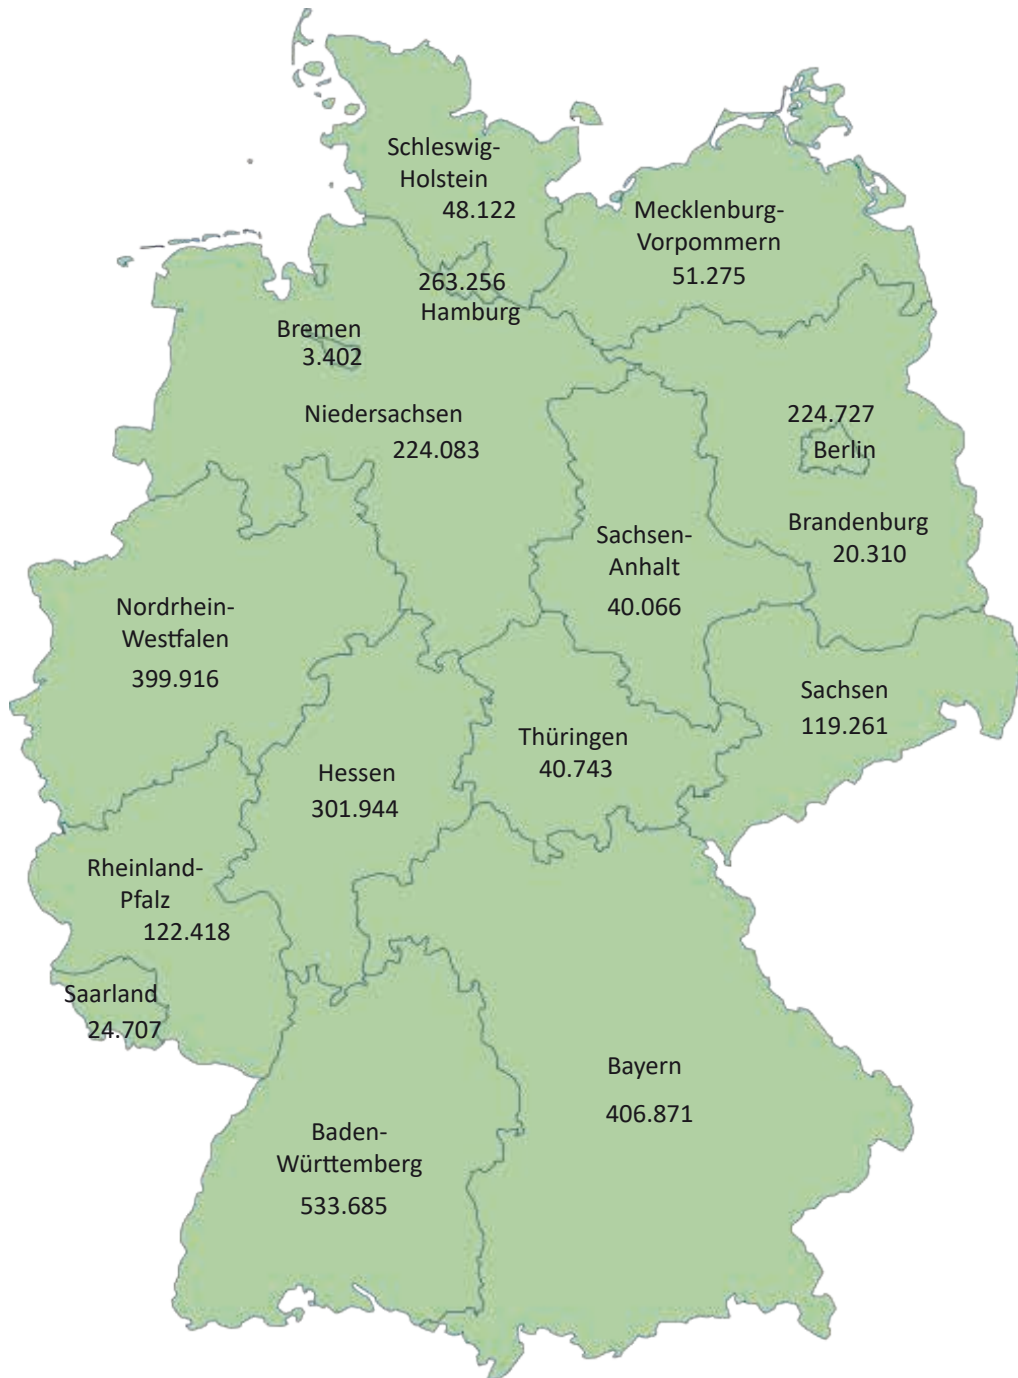 Schleswig-
Holstein
48.122
Mecklenburg-
Vorpommern
51.275
263.256
Hamburg
Bremen
3.402
Niedersachsen
224.083
224.727
Berlin
Brandenburg
20.310
Sachsen-
Anhalt
40.066
Nordrhein-
Westfalen
399.916
Sachsen
119.261
Thüringen
40.743
Hessen
301.944
Rheinland-
Pfalz
122.418
Saarland
24.707
Bayern
406.871
Baden-
Württemberg
533.685